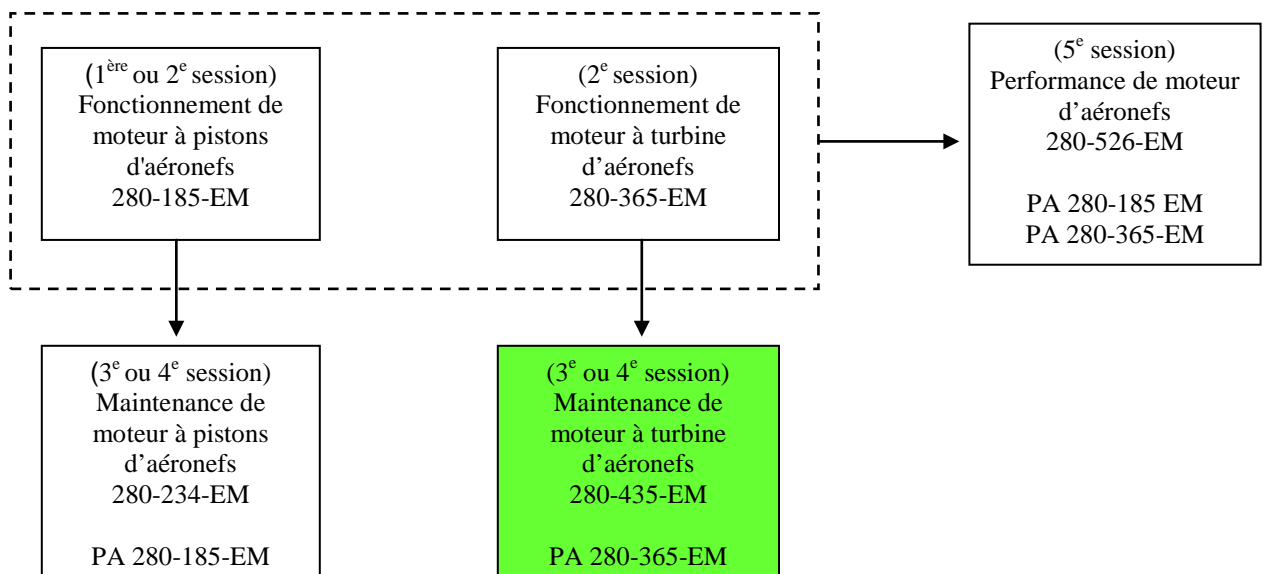 (1ère ou 2e session)
Fonctionnement de
moteur à pistons
d'aéronefs
280-185-EM
(2e session)
Fonctionnement de
moteur à turbine
d’aéronefs
280-365-EM
(5e session)
Performance de moteur
d’aéronefs
280-526-EM
PA 280-185 EM
PA 280-365-EM
(3e ou 4e session)
Maintenance de
moteur à pistons
d’aéronefs
280-234-EM
PA 280-185-EM
(3e ou 4e session)
Maintenance de
moteur à turbine
d’aéronefs
280-435-EM
PA 280-365-EM